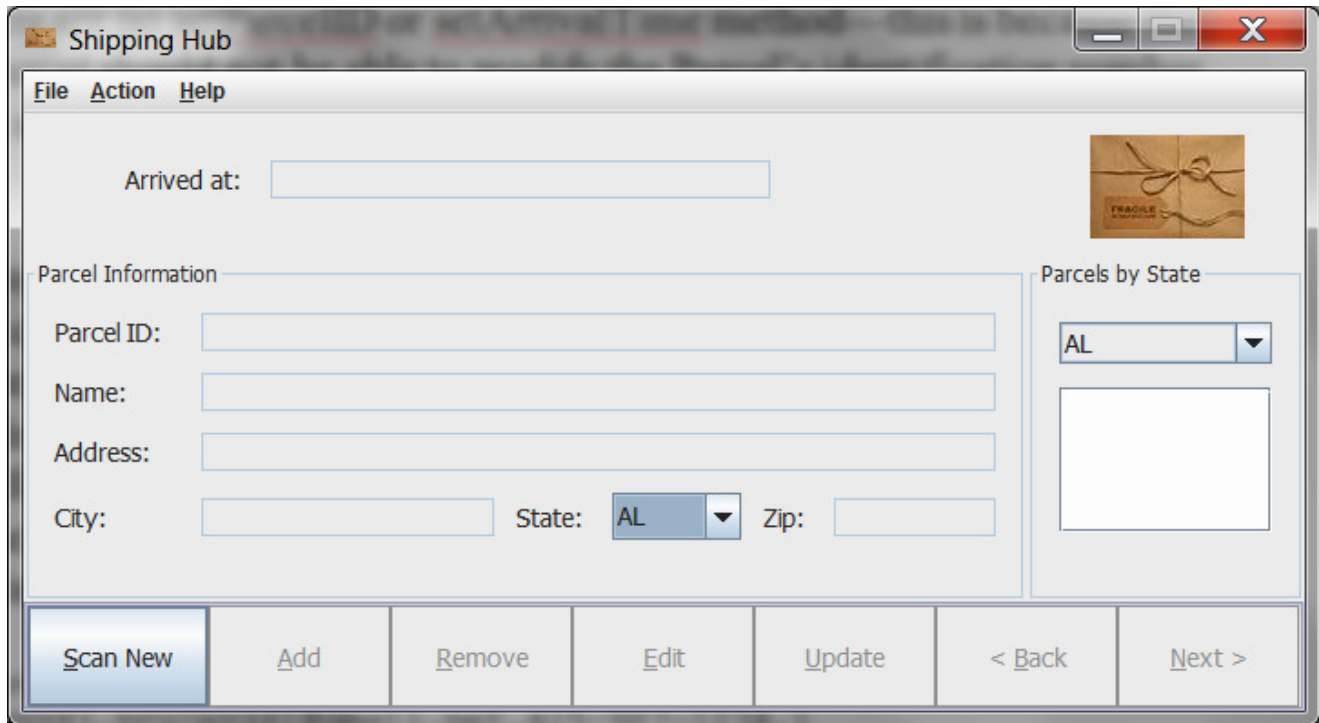 Shipping Hub
File Action Help
Arrived at:
FRAGILE
Parcel Information
Parcels by State
Parcel ID:
AL
Name:
Address:
City: State: AL Zip:
Scan New Add Remove Edit Update < Back Next >